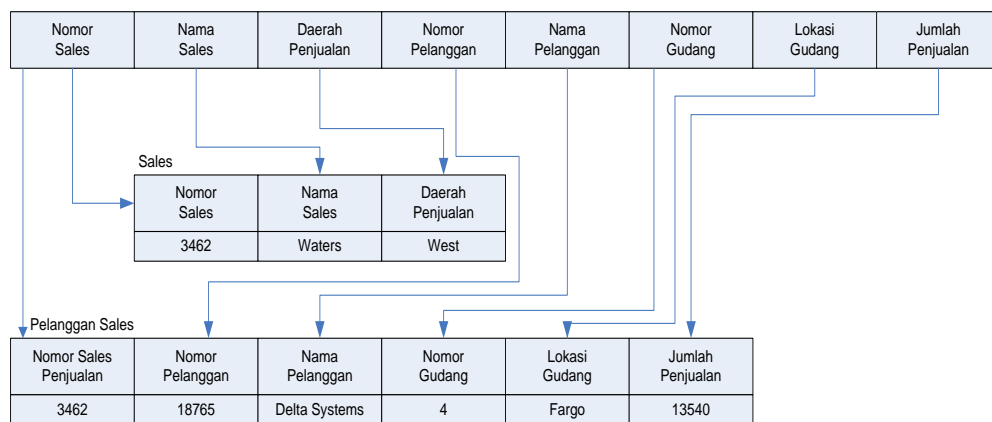 Nomor Sales
Nama Sales
Daerah Penjualan
Nomor Pelanggan
Nama Pelanggan
Nomor Gudang
Lokasi Gudang
Jumlah Penjualan
Sales
Nomor Sales
Nama Sales
Daerah Penjualan
3462
Waters
West
Pelanggan Sales
Nomor Sales Penjualan
Nomor Pelanggan
Nama Pelanggan
Nomor Gudang
Lokasi Gudang
Jumlah Penjualan
3462
18765
Delta Systems
4
Fargo
13540